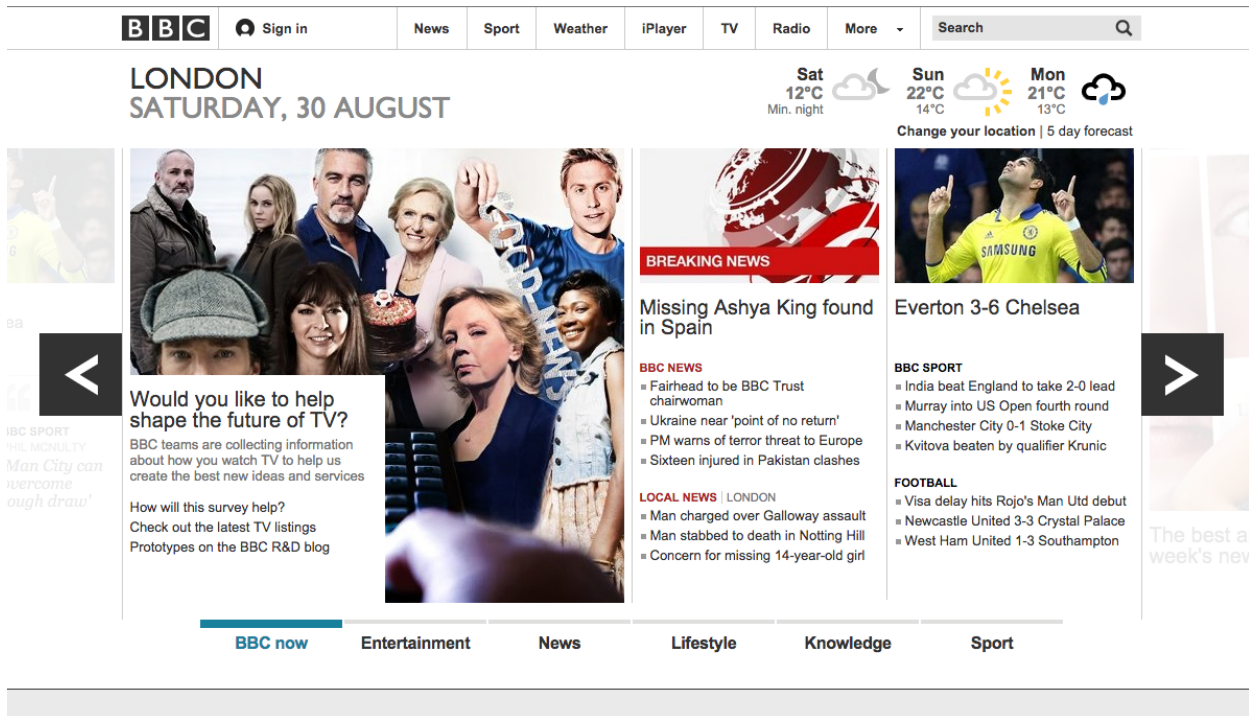 BBC
Sign in
News
Sport
Weather
iPlayer
TV
Radio
More
Search
LONDON
SATURDAY, 30 AUGUST
Sat
12°C
Min. night
Sun
22°C
14°C
Mon
21°C
13°C
Change your location | 5 day forecast
Would you like to help
shape the future of TV?
BBC teams are collecting information
about how you watch TV to help us
create the best new ideas and services
How will this survey help?
Check out the latest TV listings
Prototypes on the BBC R&D blog
BREAKING NEWS
Missing Ashya King found
in Spain
BBC NEWS
Fairhead to be BBC Trust
chairwoman
Ukraine near 'point of no return'
PM warns of terror threat to Europe
Sixteen injured in Pakistan clashes
LOCAL NEWS | LONDON
Man charged over Galloway assault
Man stabbed to death in Notting Hill
Concern for missing 14-year-old girl
SAMSUNG
Everton 3-6 Chelsea
BBC SPORT
India beat England to take 2-0 lead
Murray into US Open fourth round
Manchester City 0-1 Stoke City
Kvitova beaten by qualifier Krunic
FOOTBALL
Visa delay hits Rojo's Man Utd debut
Newcastle United 3-3 Crystal Palace
West Ham United 1-3 Southampton
BBC SPORT
PHIL MCNULTY
Man City can
overcome
rough draw'
The best
week's
BBC now
Entertainment
News
Lifestyle
Knowledge
Sport